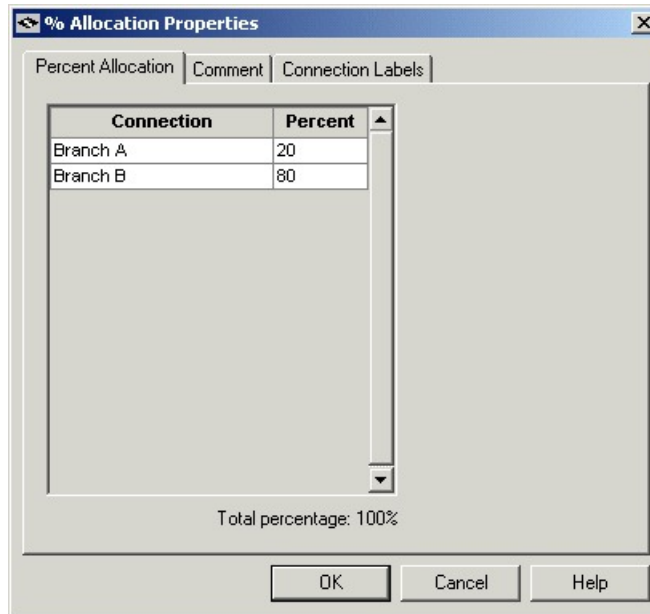 % Allocation Properties
Percent Allocation Comment Connection Labels
Connection Percent
Branch A 20
Branch B 80
Total percentage: 100%
OK Cancel Help